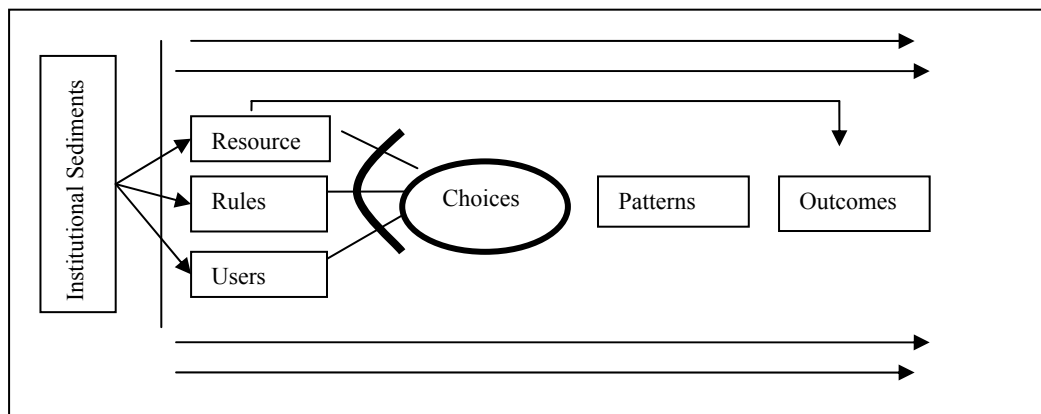 Institutional Sediments
Resource
Rules
Users
Choices
Patterns
Outcomes